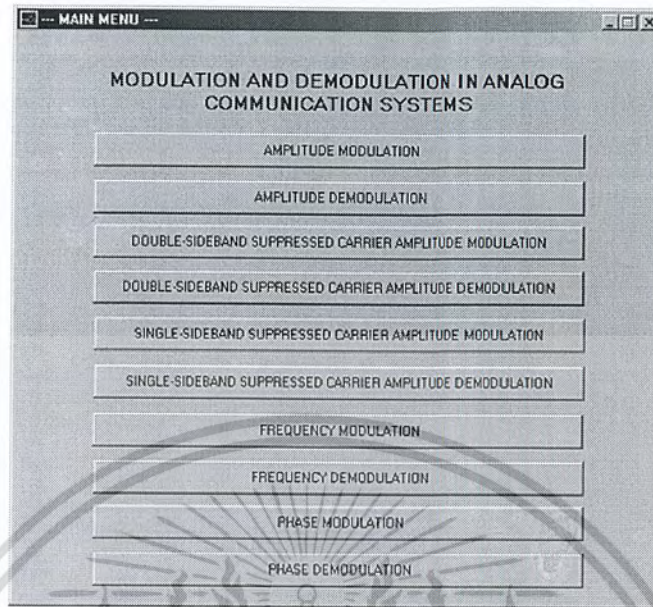 --- MAIN MENU ---
MODULATION AND DEMODULATION IN ANALOG
COMMUNICATION SYSTEMS
AMPLITUDE MODULATION
AMPLITUDE DEMODULATION
DOUBLE-SIDEBAND SUPPRESSED CARRIER AMPLITUDE MODULATION
DOUBLE-SIDEBAND SUPPRESSED CARRIER AMPLITUDE DEMODULATION
SINGLE-SIDEBAND SUPPRESSED CARRIER AMPLITUDE MODULATION
SINGLE-SIDEBAND SUPPRESSED CARRIER AMPLITUDE DEMODULATION
FREQUENCY MODULATION
FREQUENCY DEMODULATION
PHASE MODULATION
PHASE DEMODULATION